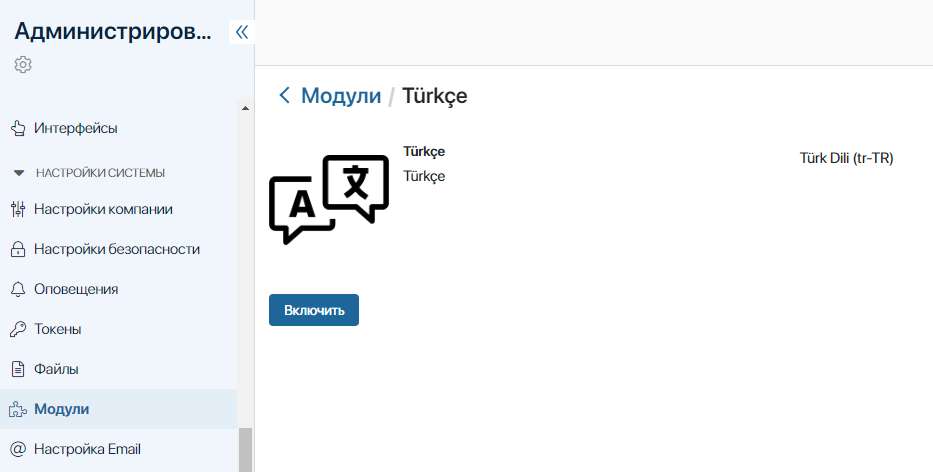 Администриров...
Интерфейсы
НАСТРОЙКИ СИСТЕМЫ
Настройки компании
Настройки безопасности
Оповещения
Токены
Файлы
Модули
Настройка Email
Модули / Türkçe
Türkçe
Türkçe
Türk Dili (tr-TR)
A 文
Включить